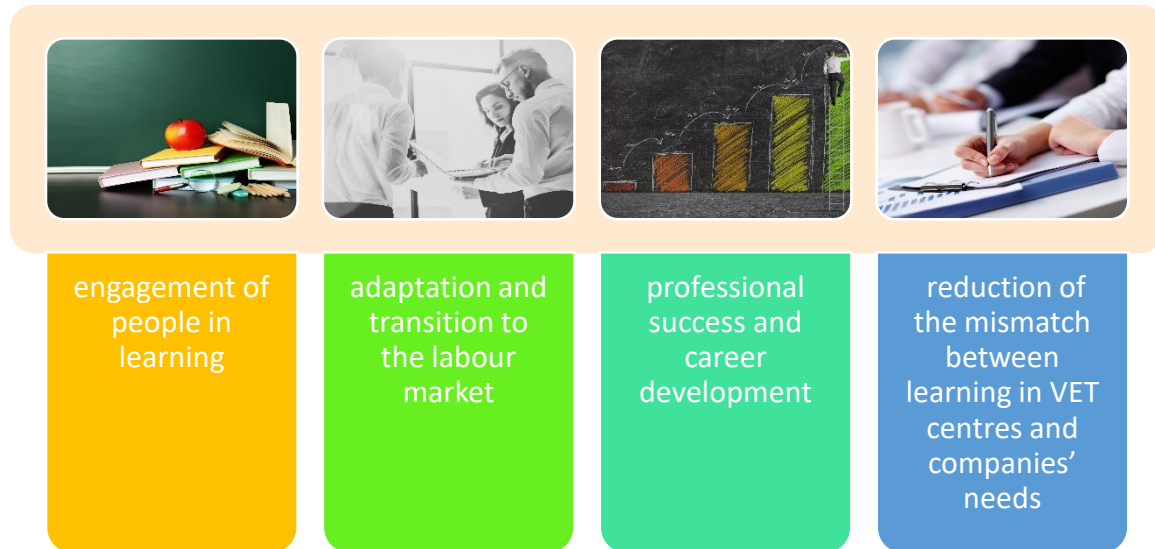 engagement of
people in
learning
adaptation and
transition to
the labour
market
professional
success and
career
development
reduction of
the mismatch
between
learning in VET
centres and
companies’
needs